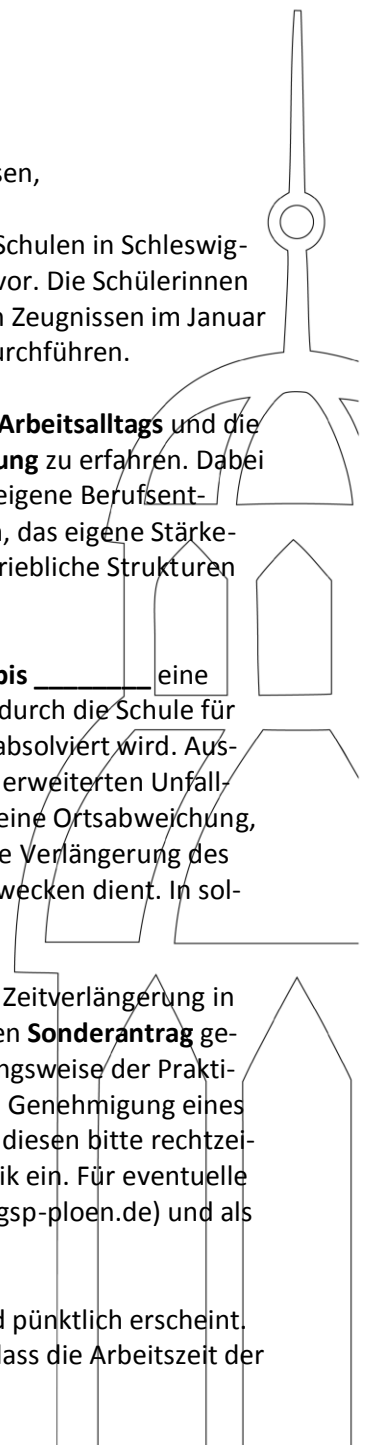 sen,
Schulen in Schleswig-
vor. Die Schülerinnen
n Zeugnissen im Januar
urchführen.
Arbeitsalltags und die
ung zu erfahren. Dabei
eigene Berufsent-
n, das eigene Stärke-
riebliche Strukturen
bis _________ eine
durch die Schule für
absolviert wird. Aus-
erweiterten Unfall-
eine Ortsabweichung,
e Verlängerung des
wecken dient. In sol-
Zeitverlängerung in
en Sonderantrag ge-
ngsweise der Prakti-
Genehmigung eines
diesen bitte rechtzei-
ik ein. Für eventuelle
gsp-ploen.de) und als
d pünktlich erscheint.
dass die Arbeitszeit der